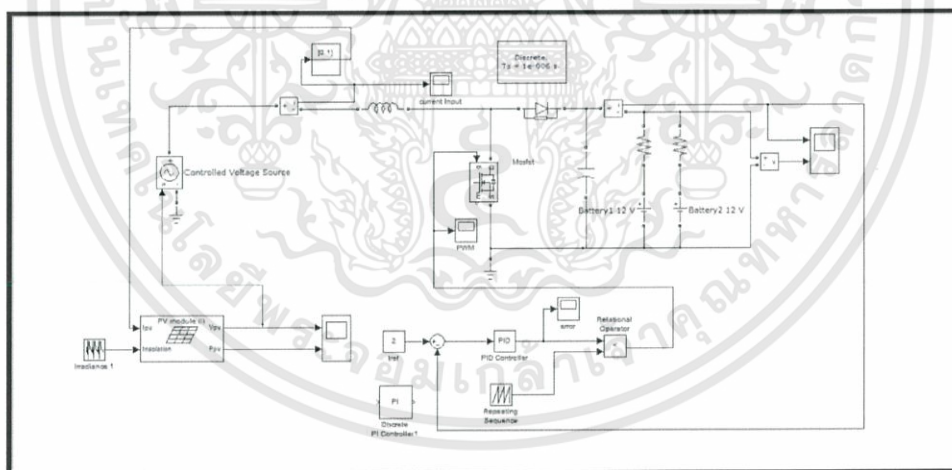 [0,1]
Discrete,
Ts = 1e-006 s.
current Input
Mosfet
Controlled Voltage Source
Battery1 12 V
Battery2 12 V
PWM
Ipv
PV module (I)
Vpv
Insolation
Ppv
Irradiance 1
2
Iref
PID
PID Controller
error
Relational
Operator
Repeating
Sequence
PI
Discrete
PI Controller1